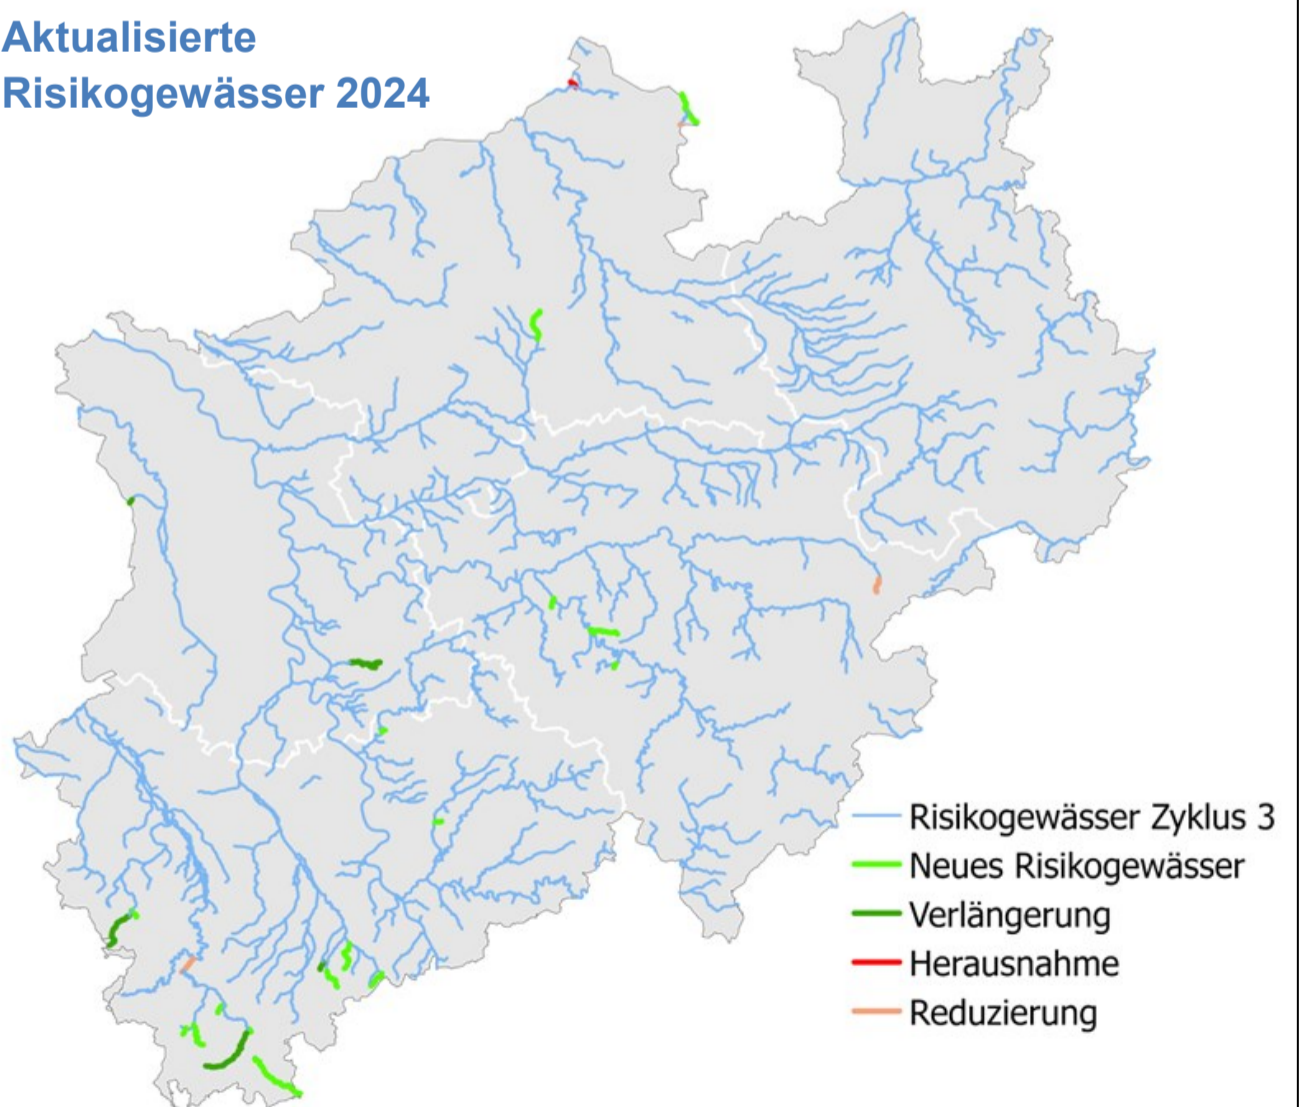 Aktualisierte
Risikogewässer 2024
Risikogewässer Zyklus 3
Neues Risikogewässer
Verlängerung
Herausnahme
Reduzierung